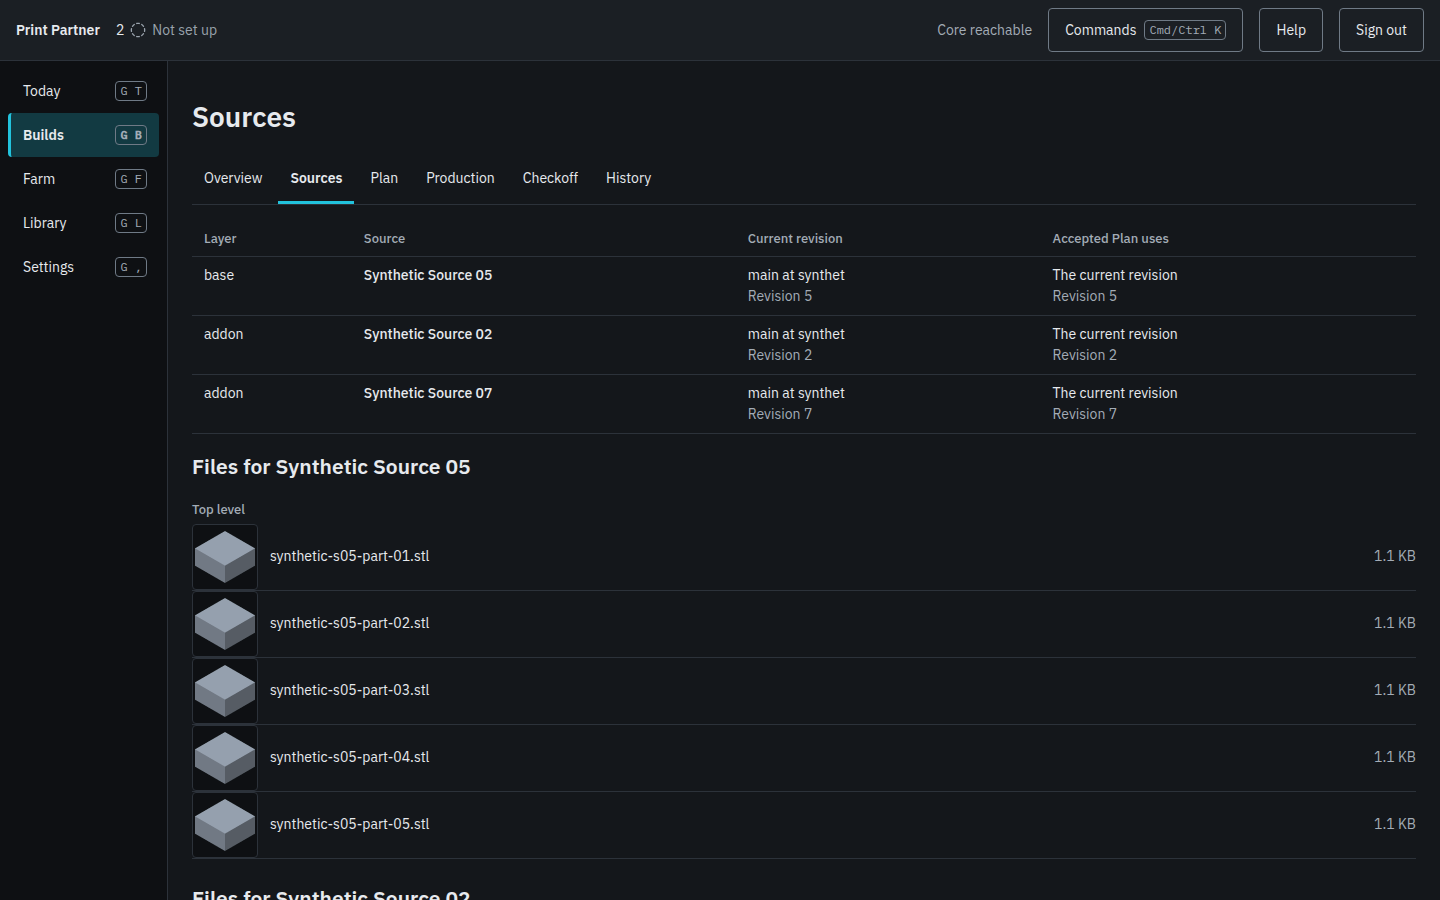 Print Partner 2 Not set up Core reachable Commands Cmd/Ctrl K Help Sign out
Today G T
Builds G B
Farm G F
Library G L
Settings G ,
Sources
Overview Sources Plan Production Checkoff History
Layer Source Current revision Accepted Plan uses
base Synthetic Source 05 main at synthet The current revision
Revision 5 Revision 5
addon Synthetic Source 02 main at synthet The current revision
Revision 2 Revision 2
addon Synthetic Source 07 main at synthet The current revision
Revision 7 Revision 7
Files for Synthetic Source 05
Top level
synthetic-s05-part-01.stl 1.1 KB
synthetic-s05-part-02.stl 1.1 KB
synthetic-s05-part-03.stl 1.1 KB
synthetic-s05-part-04.stl 1.1 KB
synthetic-s05-part-05.stl 1.1 KB
Files for Synthetic Source 02